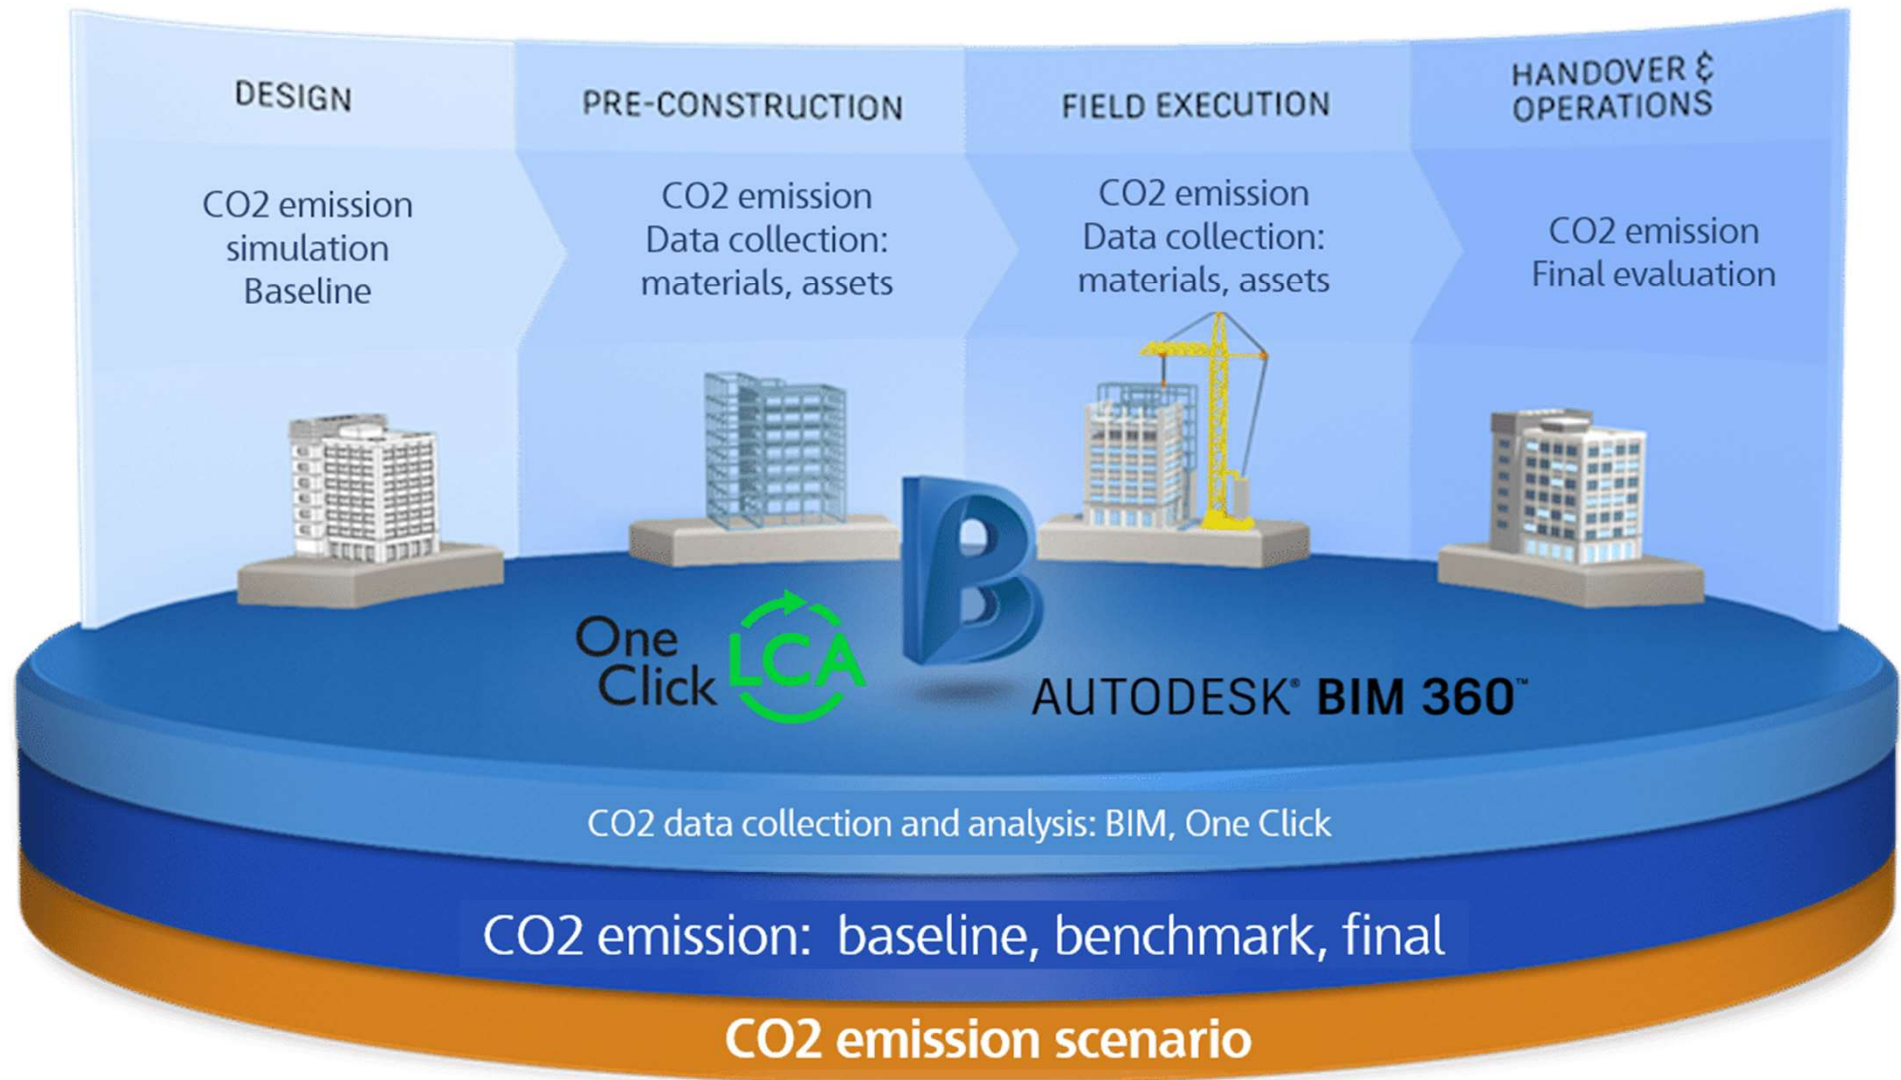 DESIGN
CO2 emission
simulation
Baseline
PRE-CONSTRUCTION
CO2 emission
Data collection:
materials, assets
FIELD EXECUTION
CO2 emission
Data collection:
materials, assets
HANDOVER &
OPERATIONS
CO2 emission
Final evaluation
One
Click
LCA
B
AUTODESK® BIM 360™
CO2 data collection and analysis: BIM, One Click
CO2 emission: baseline, benchmark, final
CO2 emission scenario